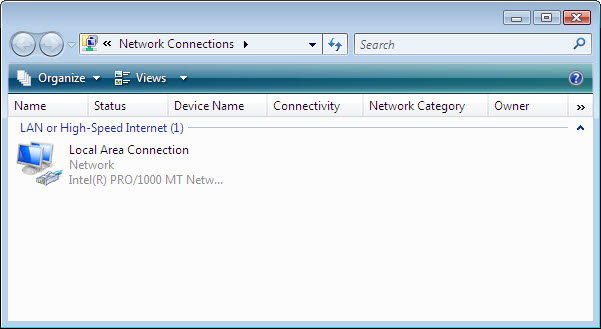 « Network Connections
Search
Organize Views
Name Status Device Name Connectivity Network Category Owner »
LAN or High-Speed Internet (1)
Local Area Connection
Network
Intel(R) PRO/1000 MT Netw...